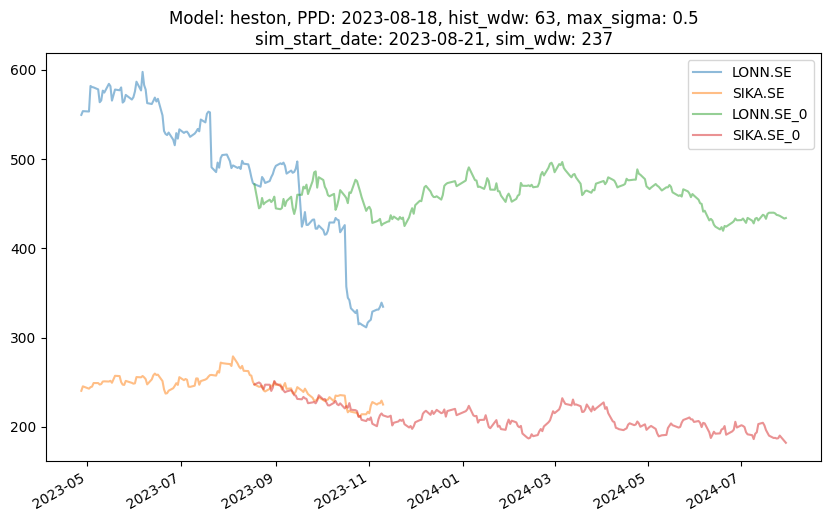 Model: heston, PPD: 2023-08-18, hist_wdw: 63, max_sigma: 0.5
sim_start_date: 2023-08-21, sim_wdw: 237
LONN.SE
SIKA.SE
LONN.SE_0
SIKA.SE_0
600
500
400
300
200
2023-05
2023-07
2023-09
2023-11
2024-01
2024-03
2024-05
2024-07